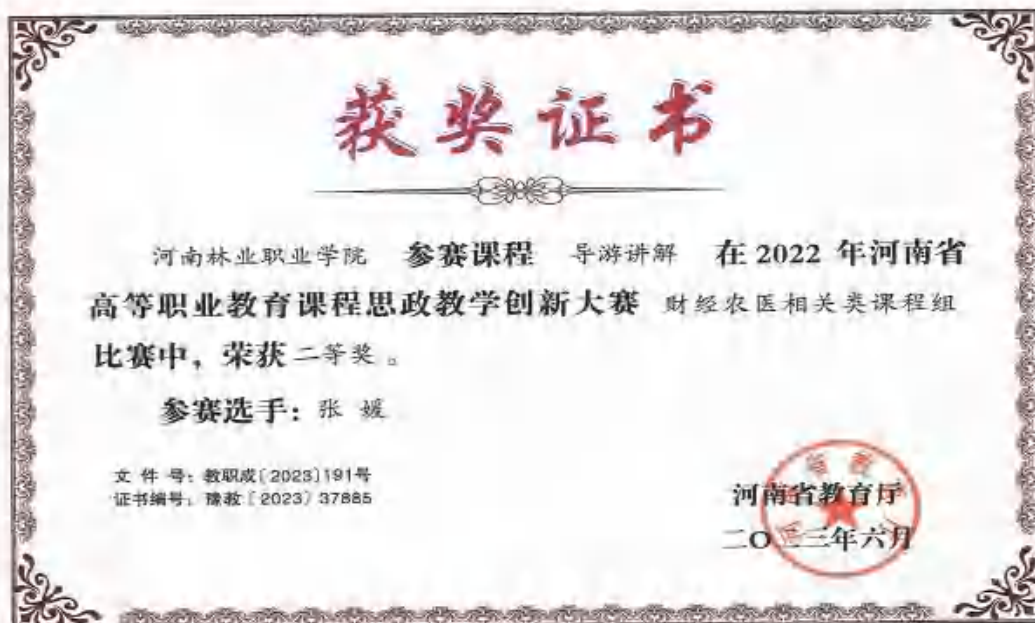 获奖证书
河南林业职业学院 参赛课程 导游讲解 在 2022 年河南省
高等职业教育课程思政教学创新大赛 财经农医相关类课程组
比赛中，荣获 二等奖 。
参赛选手：张 媛
文 件 号：教职成〔2023〕191号
证书编号：豫教〔2023〕37885
河南省教育厅
二〇二三年六月